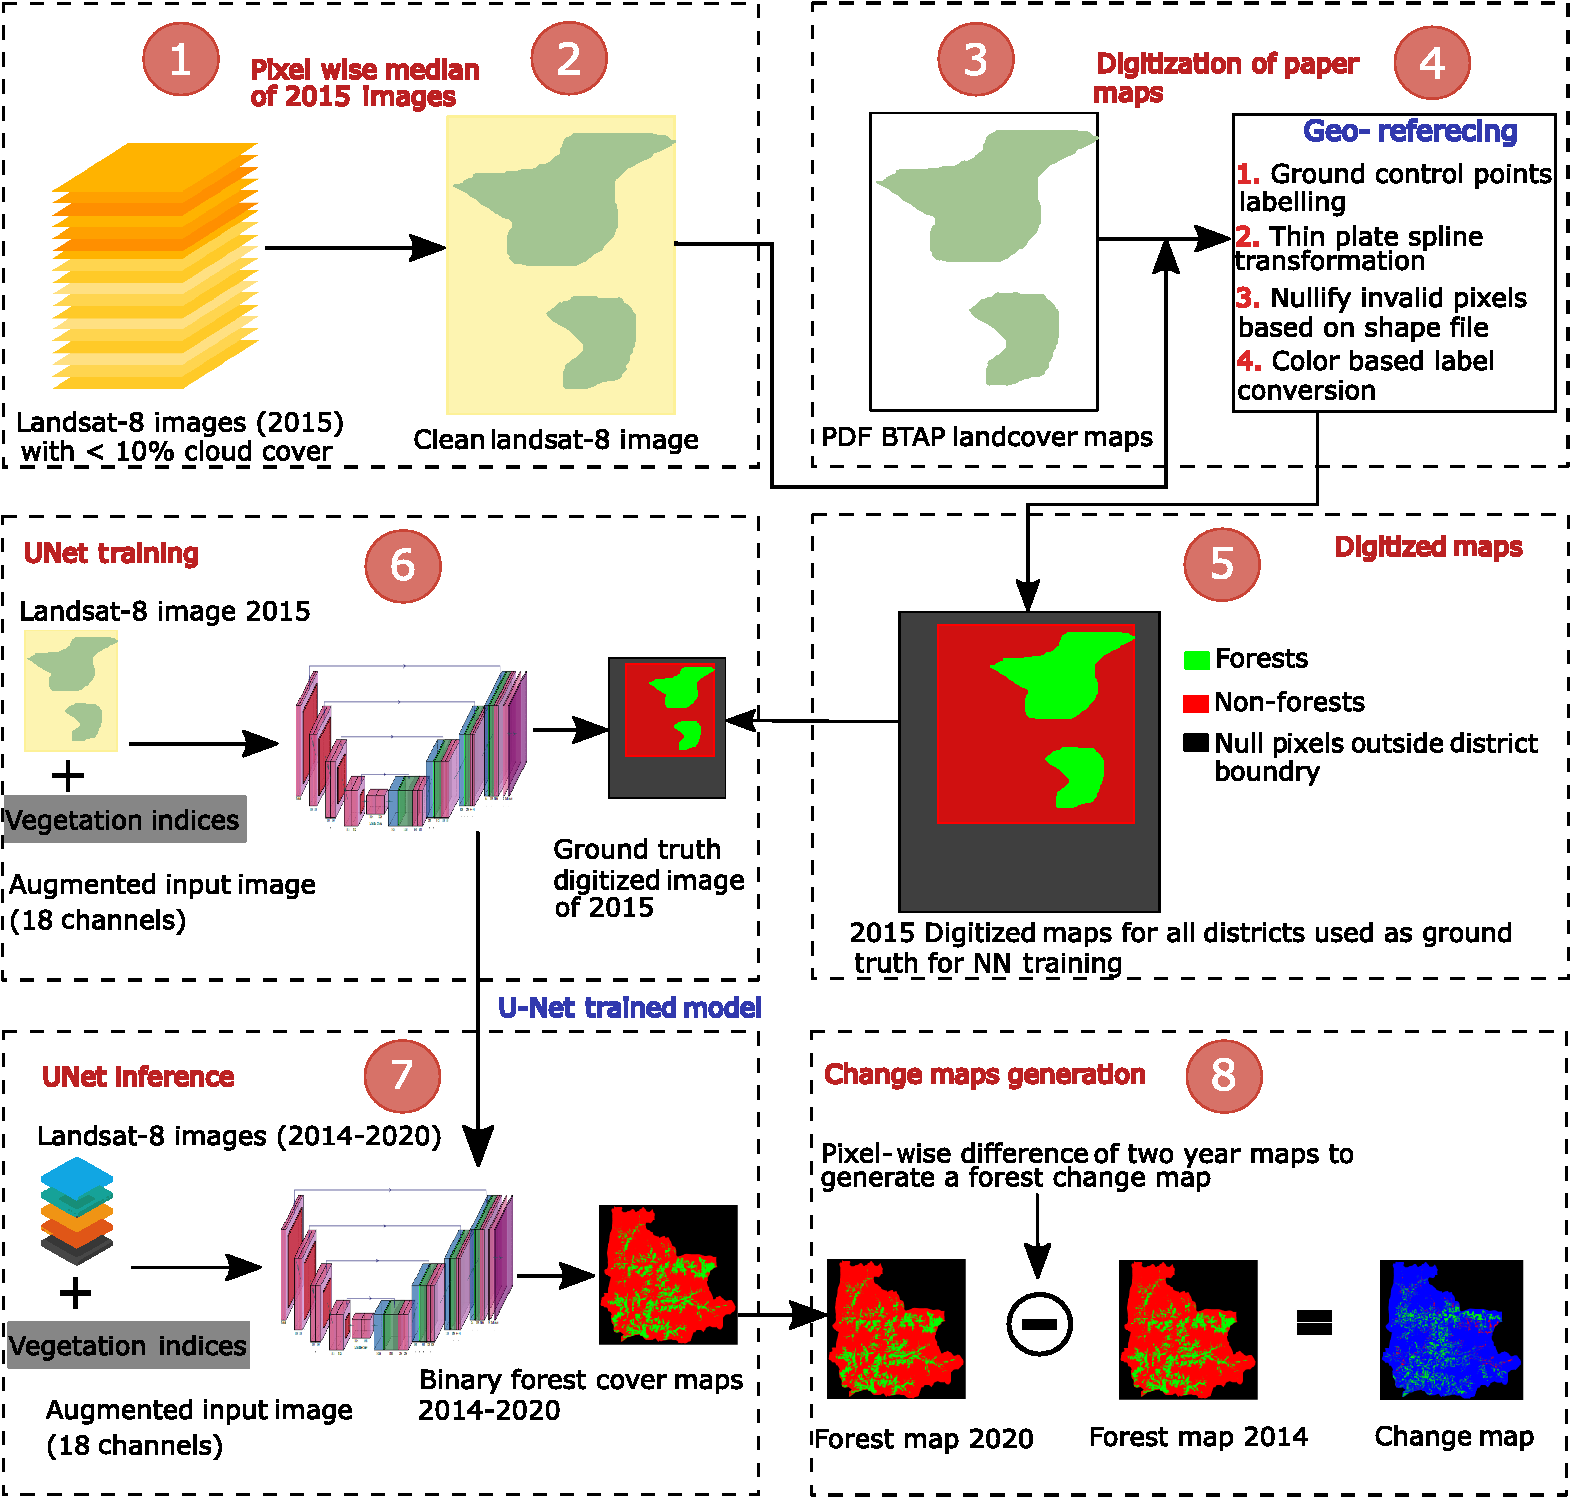 1
Pixel wise median
of 2015 images
2
Landsat-8 images (2015)
with < 10% cloud cover
Clean landsat-8 image
3
Digitization of paper
maps
4
PDF BTAP landcover maps
Geo- referecing
1. Ground control points
labelling
2. Thin plate spline
transformation
3. Nullify invalid pixels
based on shape file
4. Color based label
conversion
5
Digitized maps
Forests
Non-forests
Null pixels outside district
boundry
2015 Digitized maps for all districts used as ground
truth for NN training
UNet training
6
Landsat-8 image 2015
+
Vegetation indices
Augmented input image
(18 channels)
Ground truth
digitized image
of 2015
U-Net trained model
UNet inference
7
Landsat-8 images (2014-2020)
+
Vegetation indices
Augmented input image
(18 channels)
Binary forest cover maps
2014-2020
Change maps generation
8
Pixel-wise difference of two year maps to
generate a forest change map
Forest map 2020
Forest map 2014
Change map